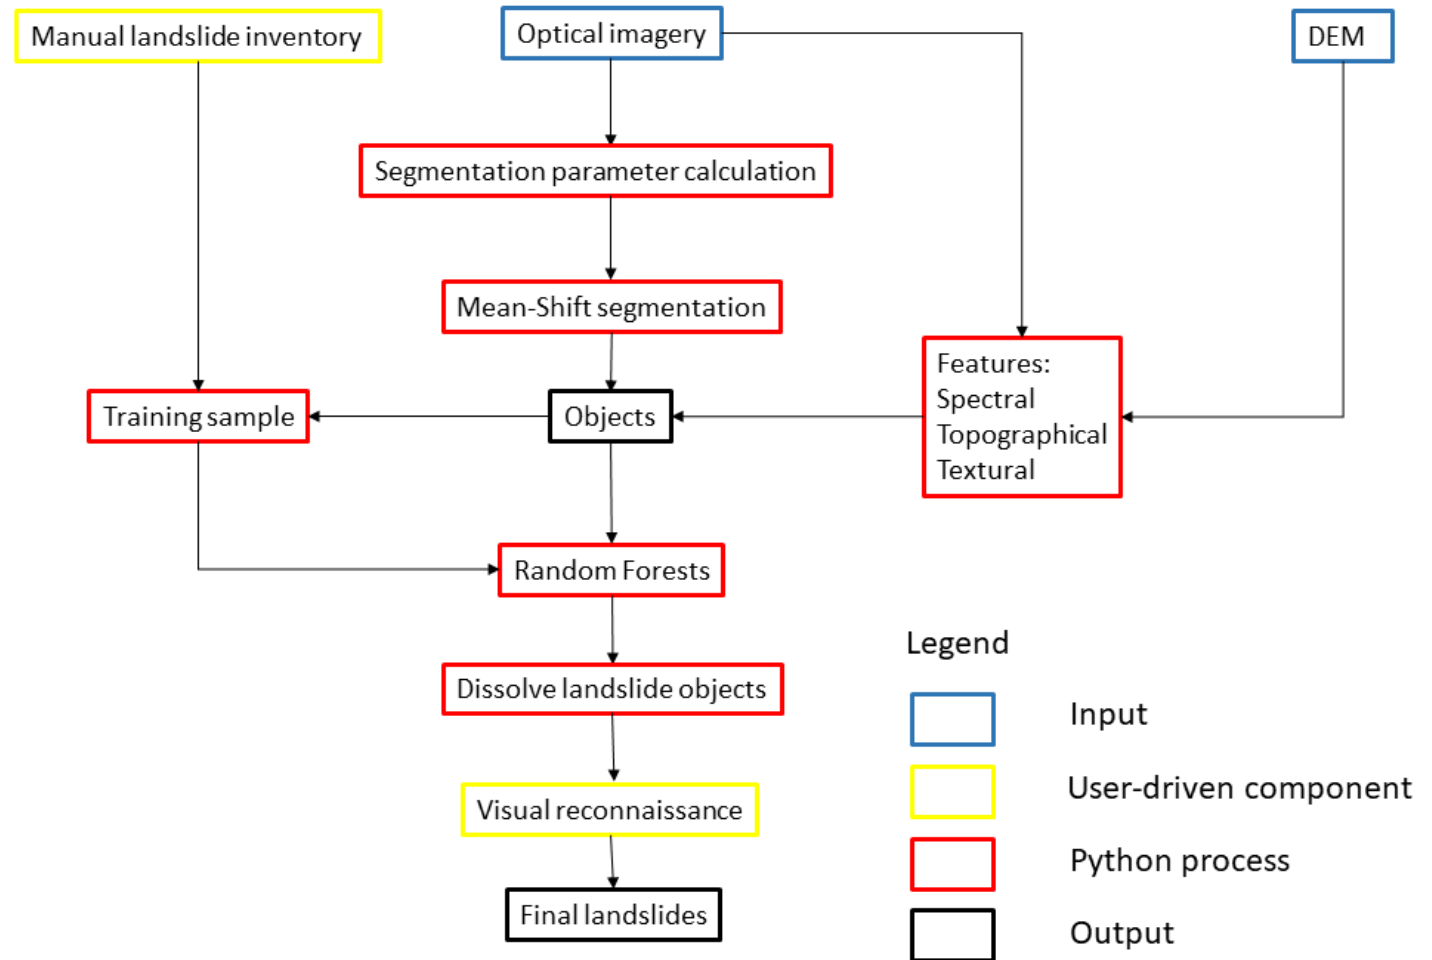 Manual landslide inventory
Optical imagery
DEM
Segmentation parameter calculation
Mean-Shift segmentation
Features:
Spectral
Topographical
Textural
Training sample
Objects
Random Forests
Dissolve landslide objects
Visual reconnaissance
Final landslides
Legend
Input
User-driven component
Python process
Output